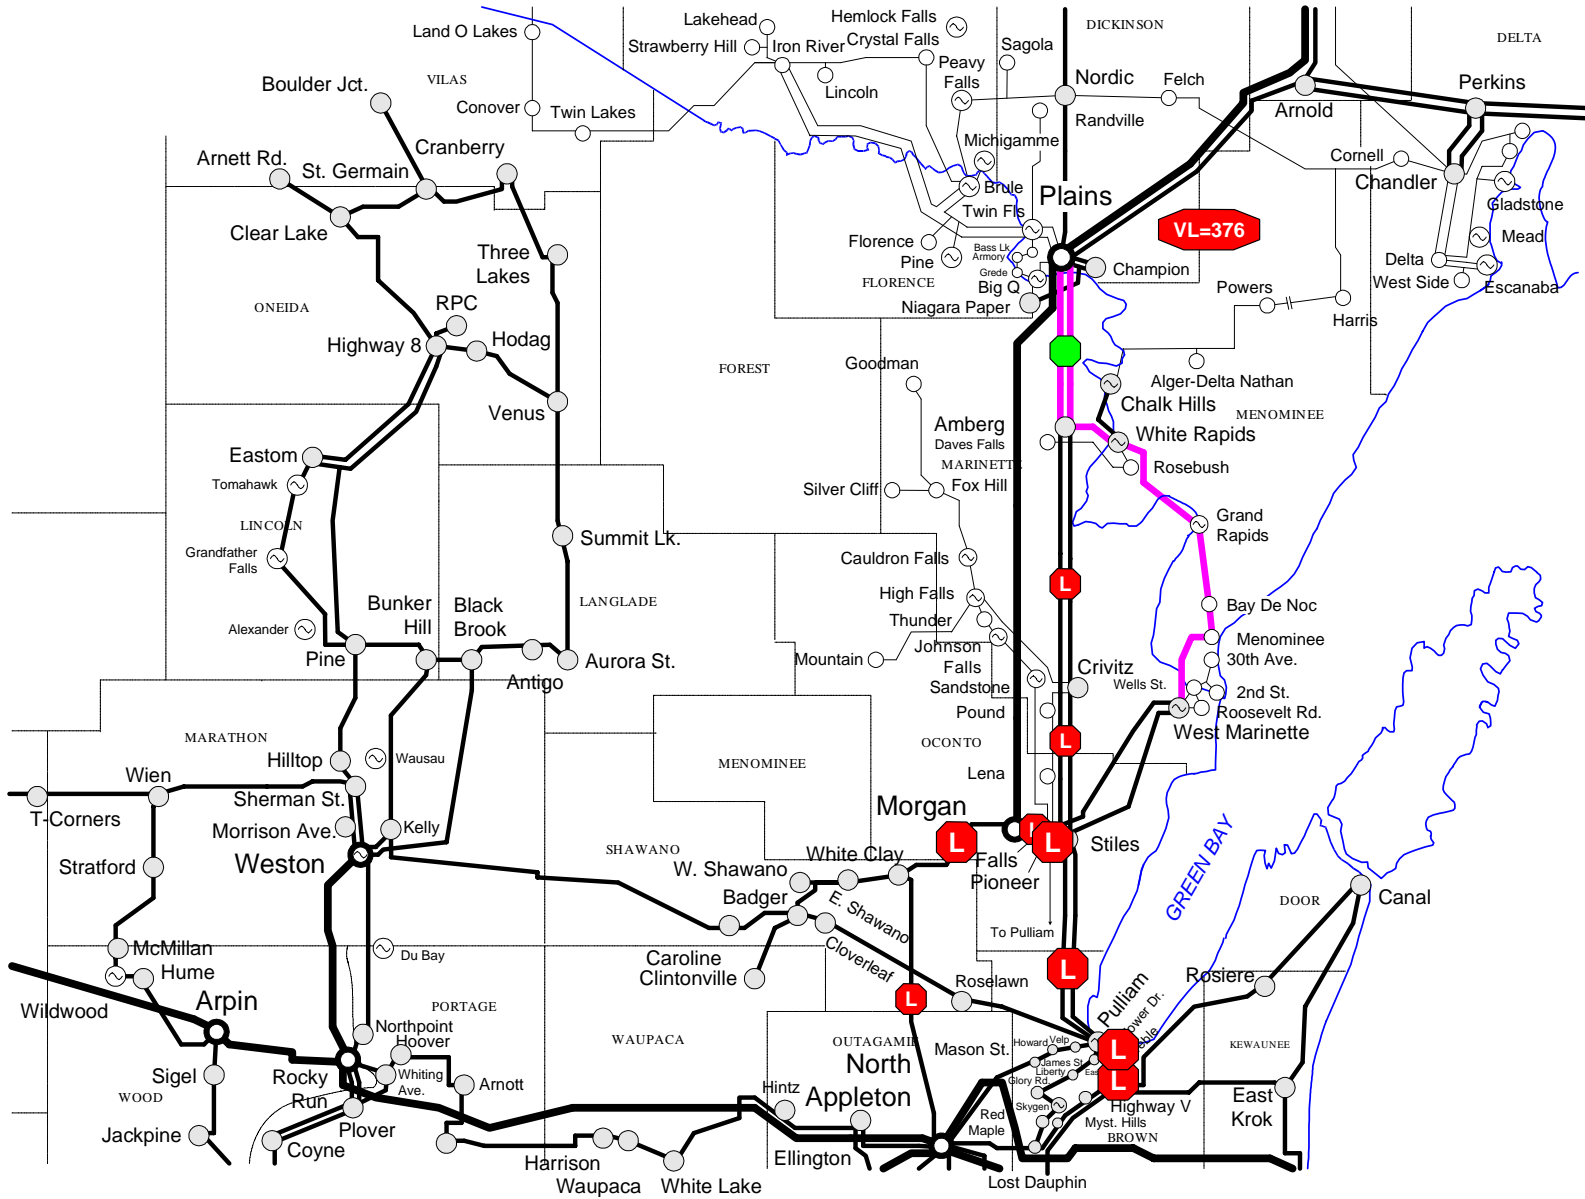 Land O Lakes
Lakehead
Hemlock Falls
DICKINSON
DELTA
Strawberry Hill
Iron River
Crystal Falls
Sagola
Boulder Jct.
VILAS
Peavy
Falls
Nordic
Felch
Perkins
Conover
Twin Lakes
Lincoln
Randville
Arnold
Arnett Rd.
Cranberry
St. Germain
Michigamme
Cornell
Chandler
Brule
Plains
Gladstone
Clear Lake
Twin Fls
VL=376
Three
Lakes
Florence
Pine
Bass Lk
Armory
Grede
Big Q
Champion
Mead
Delta
West Side
Escanaba
FLORENCE
Niagara Paper
Powers
Harris
ONEIDA
RPC
Highway 8
Hodag
FOREST
Goodman
Alger-Delta Nathan
Chalk Hills
MENOMINEE
Venus
Amberg
Daves Falls
White Rapids
Eastom
Tomahawk
MARINETTE
Fox Hill
Rosebush
Silver Cliff
LINCOLN
Grand
Rapids
Grandfather
Falls
Summit Lk.
Cauldron Falls
L
High Falls
Bunker
Hill
Black
Brook
LANGLADE
Thunder
Bay De Noc
Alexander
Johnson
Falls
Menominee
30th Ave.
Pine
Antigo
Aurora St.
Mountain
Sandstone
Crivitz
Wells St.
2nd St.
Pound
Roosevelt Rd.
West Marinette
MARATHON
OCONTO
L
Hilltop
Wausau
MENOMINEE
Lena
Wien
Sherman St.
T-Corners
Morrison Ave.
Kelly
Morgan
L
L
L
Stiles
Weston
SHAWANO
White Clay
Falls
Pioneer
GREEN BAY
Stratford
W. Shawano
Badger
DOOR
Canal
E. Shawano
To Pulliam
McMillan
Hume
Du Bay
Caroline
Clintonville
Cloverleaf
L
Rosiere
Roselawn
Pulliam
Wildwood
Arpin
PORTAGE
L
Northpoint
Hoover
WAUPACA
OUTAGAMIE
Mason St.
Howard
Velp
L
KEWAUNEE
North
Appleton
James St.
Liberty
Sigel
Rocky
Run
Whiting
Ave.
Arnott
Glory Rd.
L
WOOD
Hintz
Skygen
Highway V
East
Krok
Jackpine
Plover
Red
Maple
Myst. Hills
BROWN
Coyne
Harrison
Waupaca
White Lake
Ellington
Lost Dauphin